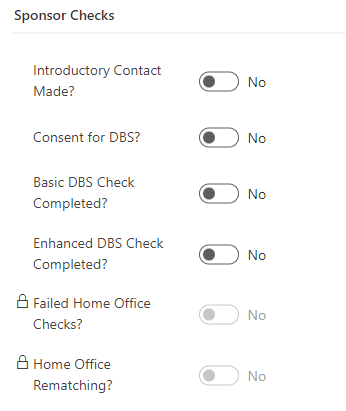 Sponsor Checks
Introductory Contact
Made?
No
Consent for DBS?
No
Basic DBS Check
Completed?
No
Enhanced DBS Check
Completed?
No
Failed Home Office
Checks?
No
Home Office
Rematching?
No